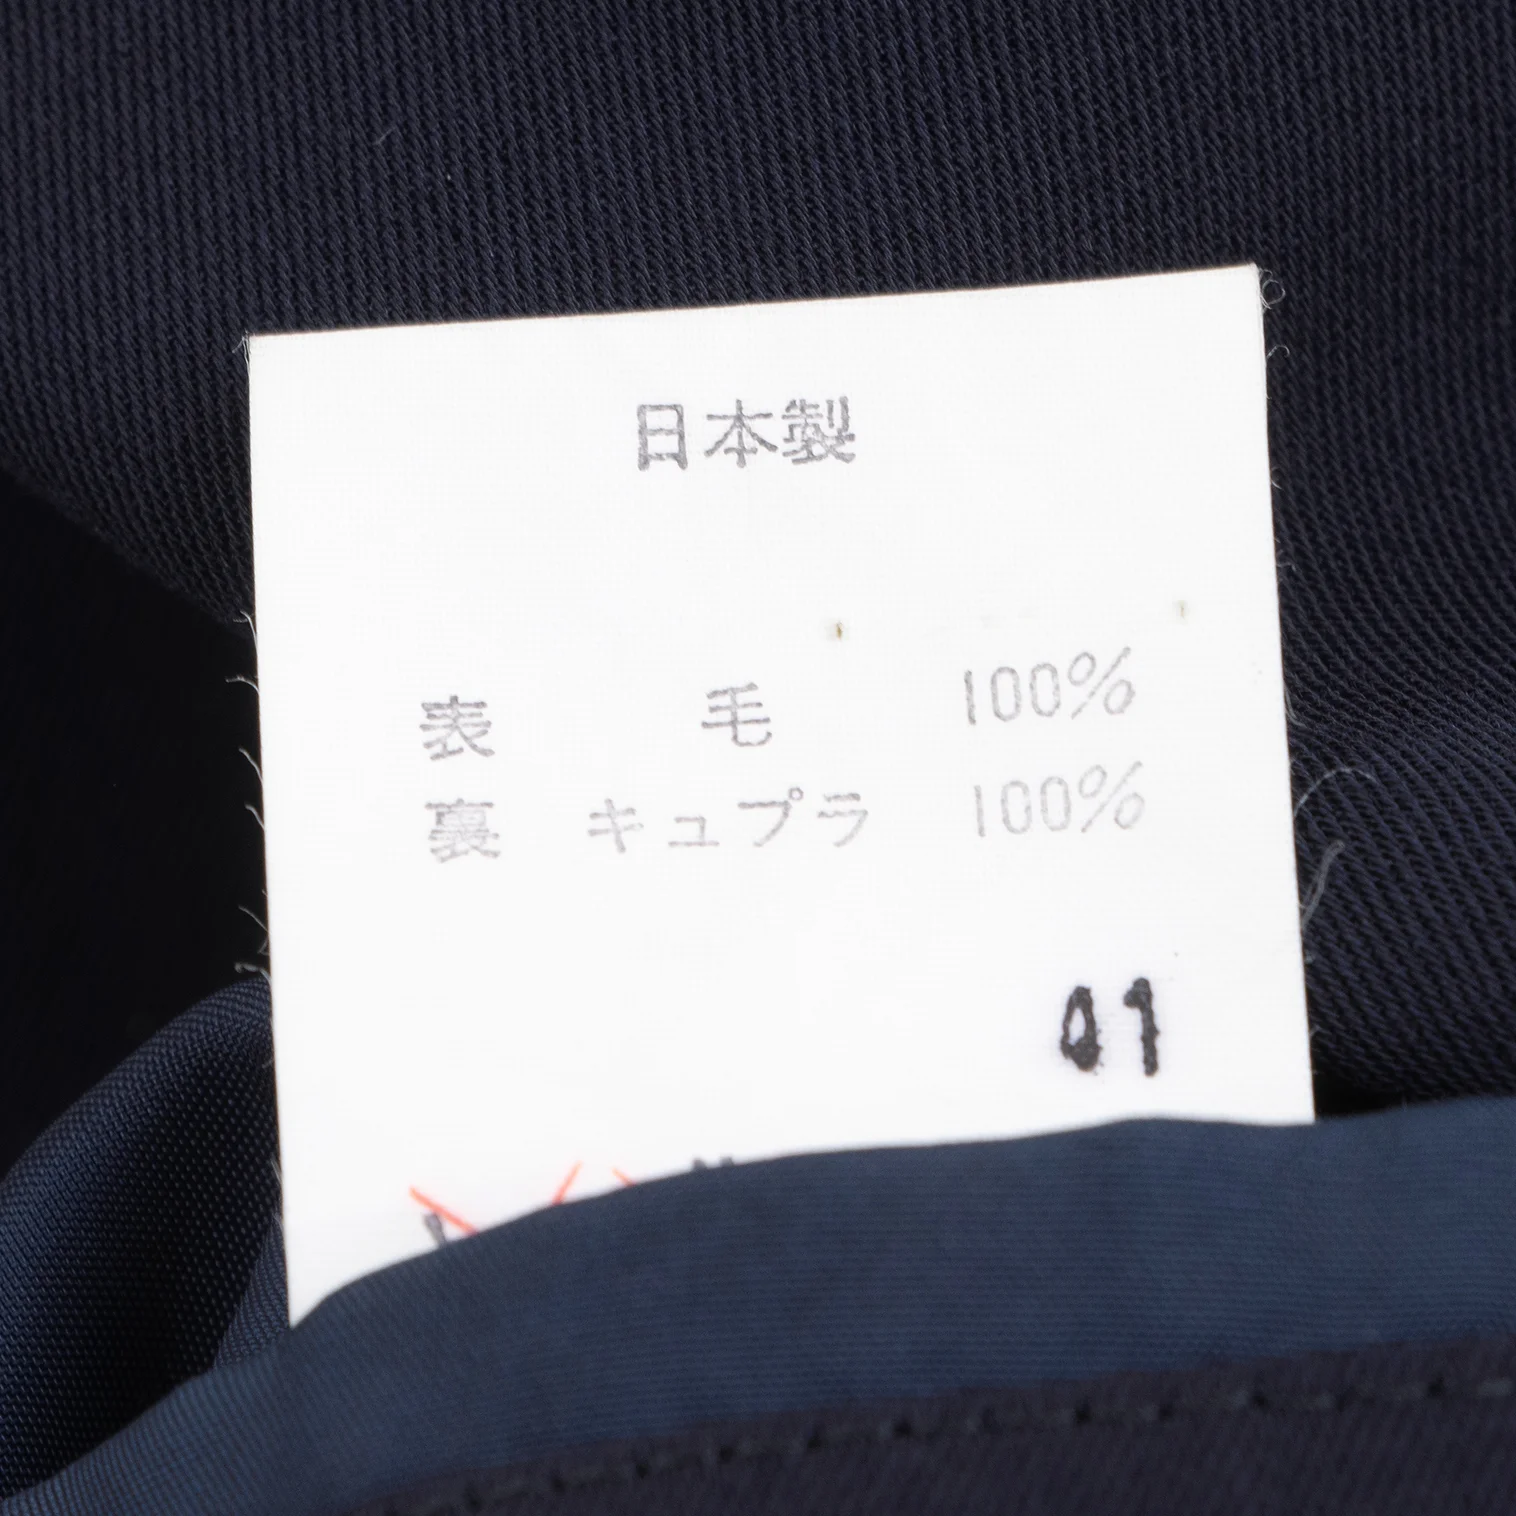 日本製
表 毛 100%
裏 キュプラ 100%
01